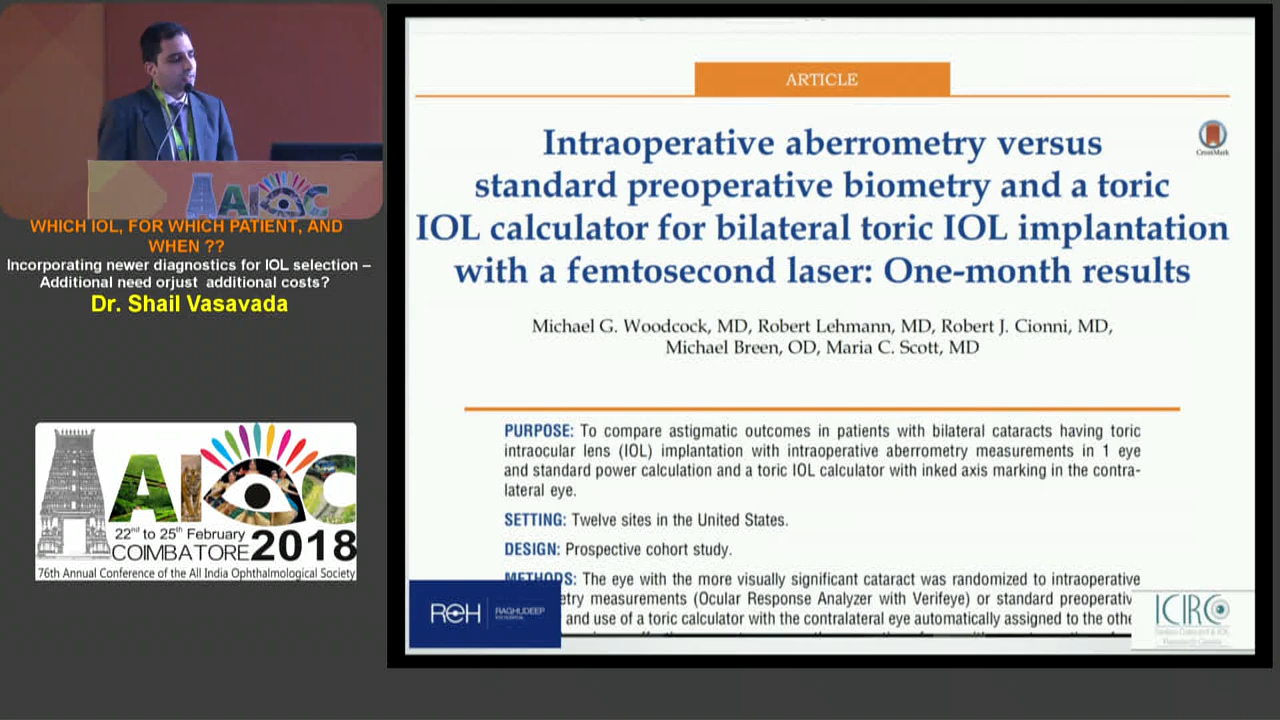 AIOC
WHICH IOL, FOR WHICH PATIENT, AND
WHEN ??
Incorporating newer diagnostics for IOL selection –
Additional need orjust additional costs?
Dr. Shail Vasavada
AIOC
22nd to 25th February
COIMBATORE 2018
76th Annual Conference of the All India Ophthalmological Society
ARTICLE
CrossMark
Intraoperative aberrometry versus
standard preoperative biometry and a toric
IOL calculator for bilateral toric IOL implantation
with a femtosecond laser: One-month results
Michael G. Woodcock, MD, Robert Lehmann, MD, Robert J. Cionni, MD,
Michael Breen, OD, Maria C. Scott, MD
PURPOSE: To compare astigmatic outcomes in patients with bilateral cataracts having toric
intraocular lens (IOL) implantation with intraoperative aberrometry measurements in 1 eye
and standard power calculation and a toric IOL calculator with inked axis marking in the contra-
lateral eye.
SETTING: Twelve sites in the United States.
DESIGN: Prospective cohort study.
METHODS: The eye with the more visually significant cataract was randomized to intraoperative
etry measurements (Ocular Response Analyzer with Verifeye) or standard preoperativ
and use of a toric calculator with the contralateral eye automatically assigned to the othe
REH
RAGHUDEEP
ICIRC